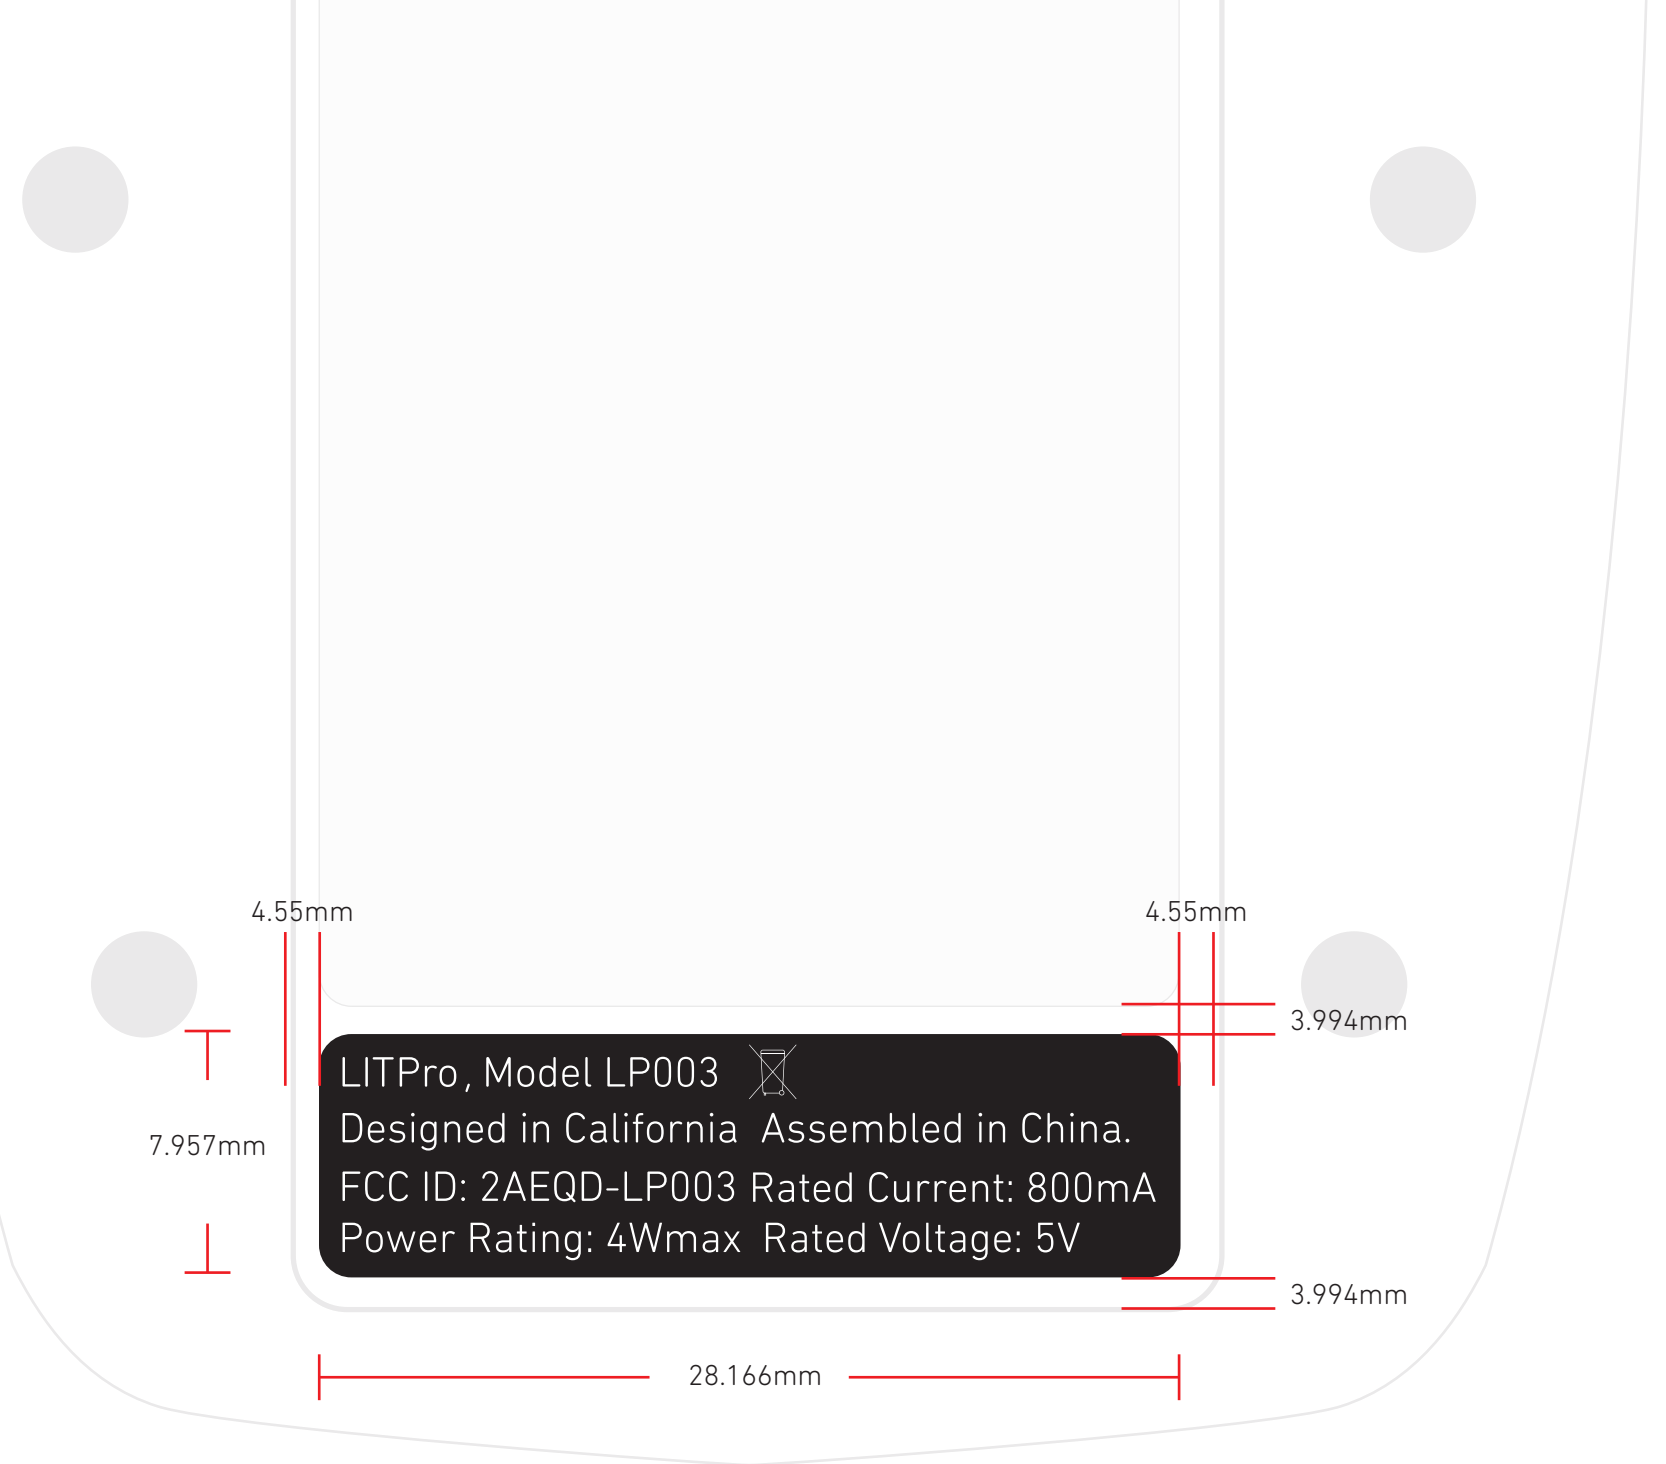 4.55mm 4.55mm
3.994mm
LITPro, Model LP003
Designed in California Assembled in China.
7.957mm
FCC ID: 2AEQD-LP003 Rated Current: 800mA
Power Rating: 4Wmax Rated Voltage: 5V
3.994mm
28.166mm